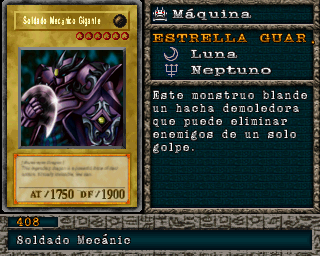 Soldado Mecánico Gigante
AT/1750 DF/1900
Máquina
ESTRELLA GUAR.
Luna
Neptuno
Este monstruo blande
un hacha demoledora
que puede eliminar
enemigos de un solo
golpe.
408
Soldado Mecánic